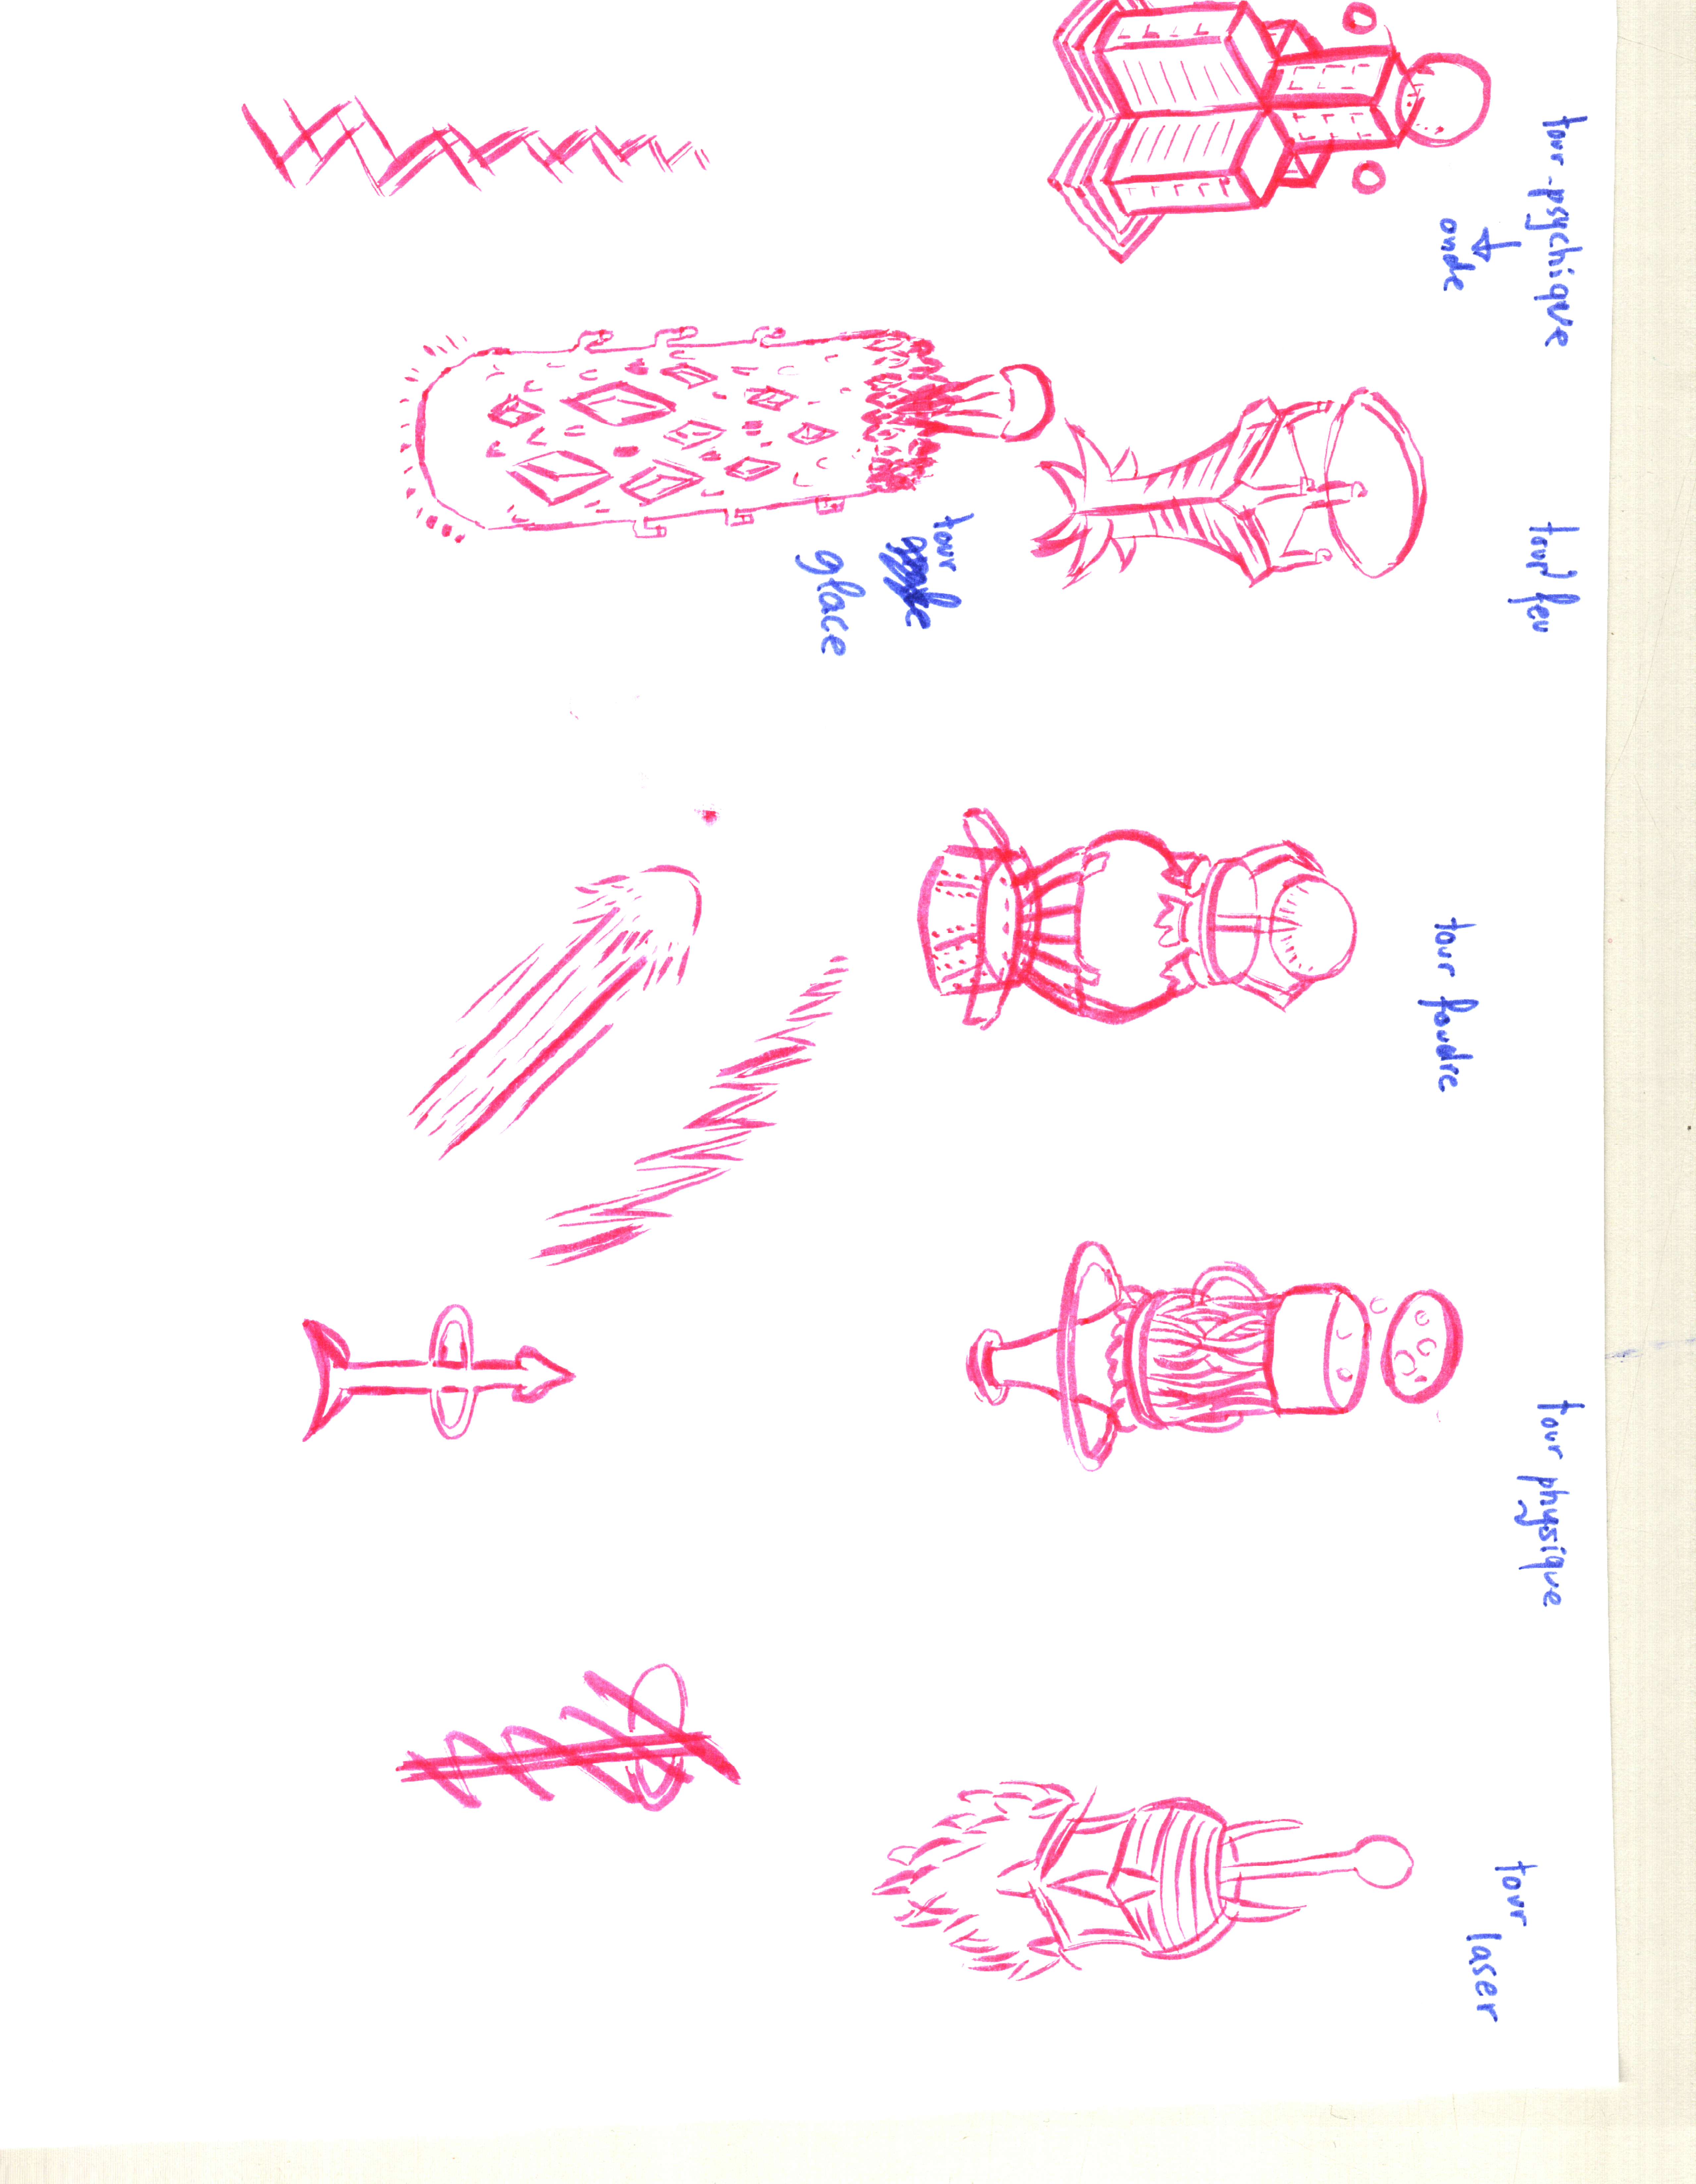 tour psychique
onde
tour feu
tour
glace
tour foudre
tour physique
tour laser